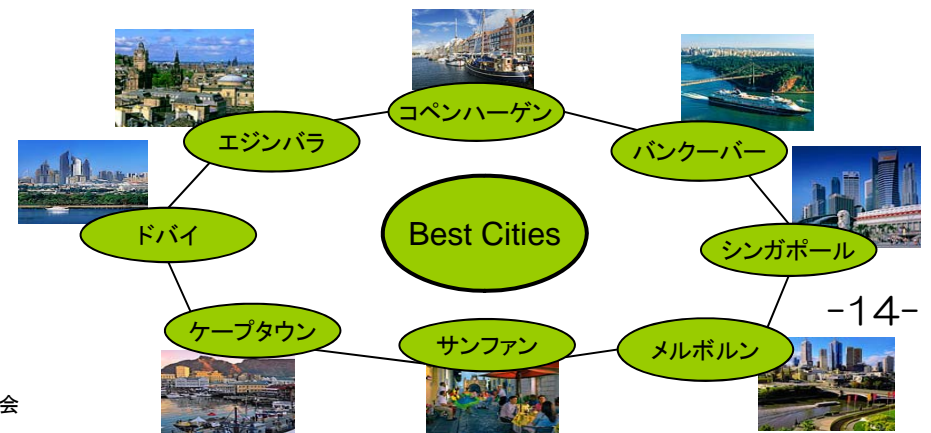 コペンハーゲン
エジンバラ
バンクーバー
ドバイ
Best Cities
シンガポール
-14-
ケープタウン
サンファン
メルボルン
会